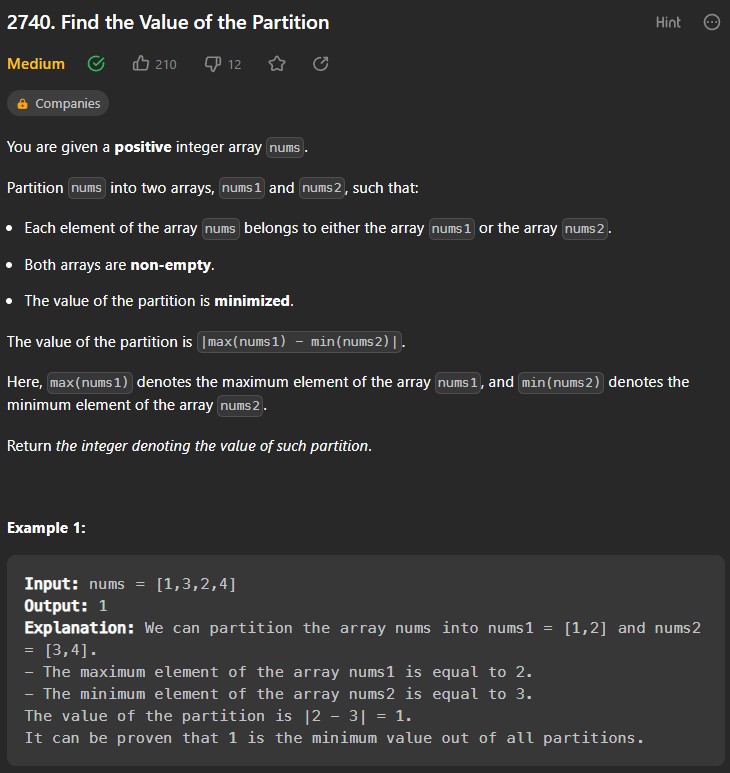 2740. Find the Value of the Partition
Hint
Medium 210 12
Companies
You are given a positive integer array nums.
Partition nums into two arrays, nums1 and nums2, such that:
• Each element of the array nums belongs to either the array nums1 or the array nums2.
• Both arrays are non-empty.
• The value of the partition is minimized.
The value of the partition is |max(nums1) - min(nums2)|.
Here, max(nums1) denotes the maximum element of the array nums1, and min(nums2) denotes the
minimum element of the array nums2.
Return the integer denoting the value of such partition.
Example 1:
Input: nums = [1,3,2,4]
Output: 1
Explanation: We can partition the array nums into nums1 = [1,2] and nums2
= [3,4].
- The maximum element of the array nums1 is equal to 2.
- The minimum element of the array nums2 is equal to 3.
The value of the partition is |2 - 3| = 1.
It can be proven that 1 is the minimum value out of all partitions.